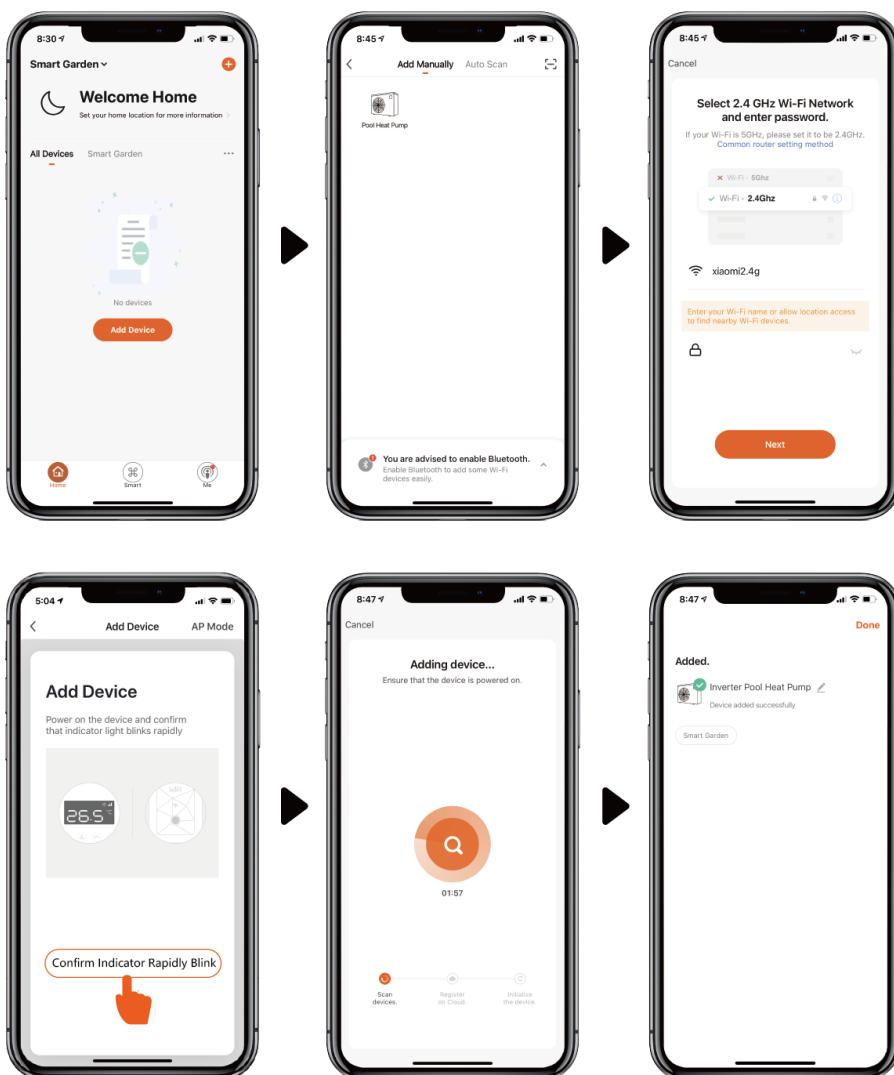 8:30
Smart Garden
Welcome Home
Set your home location for more information
All Devices Smart Garden
No devices
Add Device
Home Smart Me
8:45
Add Manually Auto Scan
Pool Heat Pump
You are advised to enable Bluetooth.
Enable Bluetooth to add some Wi-Fi
devices easily.
8:45
Cancel
Select 2.4 GHz Wi-Fi Network
and enter password.
If your Wi-Fi is 5GHz, please set it to be 2.4GHz.
Common router setting method
Wi-Fi - 5Ghz
Wi-Fi - 2.4Ghz
xiaomi2.4g
Enter your Wi-Fi name or allow location access
to find nearby Wi-Fi devices.
Next
5:04
Add Device AP Mode
Add Device
Power on the device and confirm
that indicator light blinks rapidly
26.5
Confirm Indicator Rapidly Blink
8:47
Cancel
Adding device...
Ensure that the device is powered on.
01:57
Scan Register Initialize
devices. on Cloud. the device.
8:47
Done
Added.
Inverter Pool Heat Pump
Device added successfully
Smart Garden